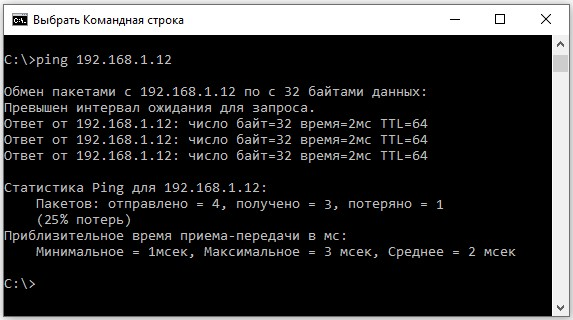 Выбрать Командная строка
C:\>ping 192.168.1.12
Обмен пакетами с 192.168.1.12 по с 32 байтами данных:
Превышен интервал ожидания для запроса.
Ответ от 192.168.1.12: число байт=32 время=2мс TTL=64
Ответ от 192.168.1.12: число байт=32 время=2мс TTL=64
Ответ от 192.168.1.12: число байт=32 время=2мс TTL=64
Статистика Ping для 192.168.1.12:
Пакетов: отправлено = 4, получено = 3, потеряно = 1
(25% потерь)
Приблизительное время приема-передачи в мс:
Минимальное = 1мсек, Максимальное = 3 мсек, Среднее = 2 мсек
C:\>